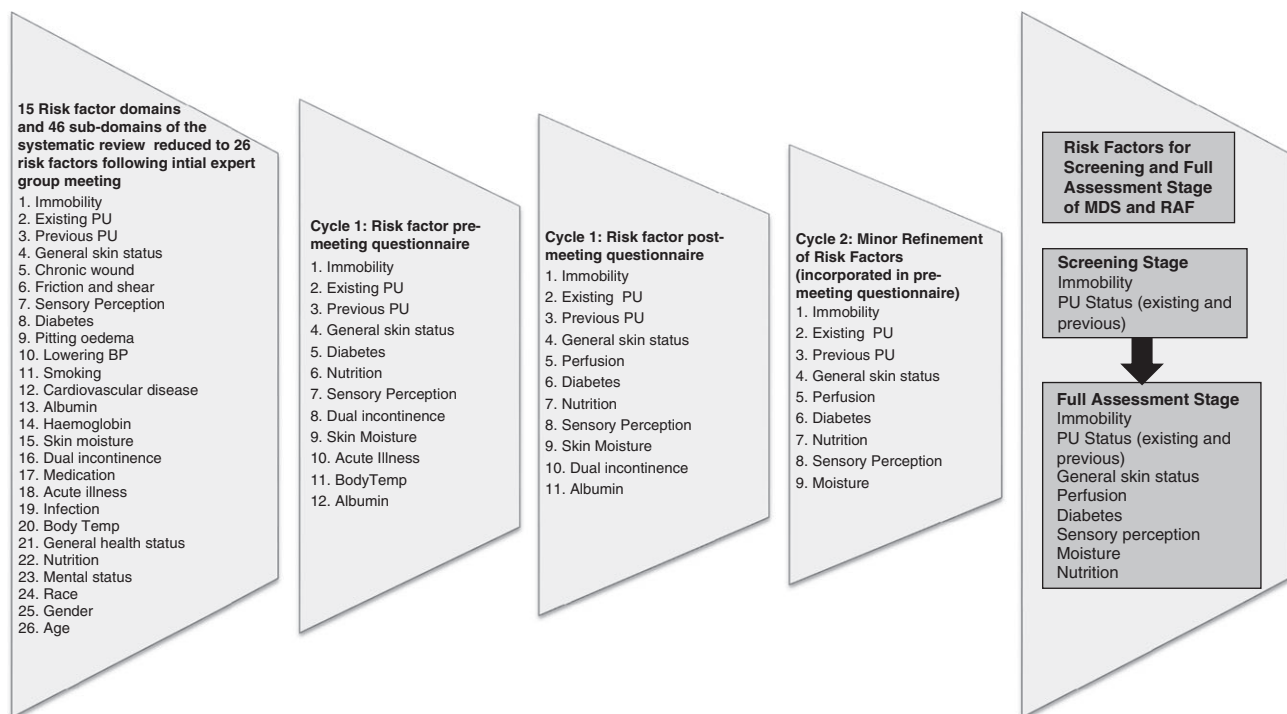 15 Risk factor domains
and 46 sub-domains of the
systematic review reduced to 26
risk factors following intial expert
group meeting
1. Immobility
2. Existing PU
3. Previous PU
4. General skin status
5. Chronic wound
6. Friction and shear
7. Sensory Perception
8. Diabetes
9. Pitting oedema
10. Lowering BP
11. Smoking
12. Cardiovascular disease
13. Albumin
14. Haemoglobin
15. Skin moisture
16. Dual incontinence
17. Medication
18. Acute illness
19. Infection
20. Body Temp
21. General health status
22. Nutrition
23. Mental status
24. Race
25. Gender
26. Age
Cycle 1: Risk factor pre-
meeting questionnaire
1. Immobility
2. Existing PU
3. Previous PU
4. General skin status
5. Diabetes
6. Nutrition
7. Sensory Perception
8. Dual incontinence
9. Skin Moisture
10. Acute Illness
11. BodyTemp
12. Albumin
Cycle 1: Risk factor post-
meeting questionnaire
1. Immobility
2. Existing PU
3. Previous PU
4. General skin status
5. Perfusion
6. Diabetes
7. Nutrition
8. Sensory Perception
9. Skin Moisture
10. Dual incontinence
11. Albumin
Cycle 2: Minor Refinement
of Risk Factors
(incorporated in pre-
meeting questionnaire)
1. Immobility
2. Existing PU
3. Previous PU
4. General skin status
5. Perfusion
6. Diabetes
7. Nutrition
8. Sensory Perception
9. Moisture
Risk Factors for
Screening and Full
Assessment Stage
of MDS and RAF
Screening Stage
Immobility
PU Status (existing and
previous)
Full Assessment Stage
Immobility
PU Status (existing and
previous)
General skin status
Perfusion
Diabetes
Sensory perception
Moisture
Nutrition